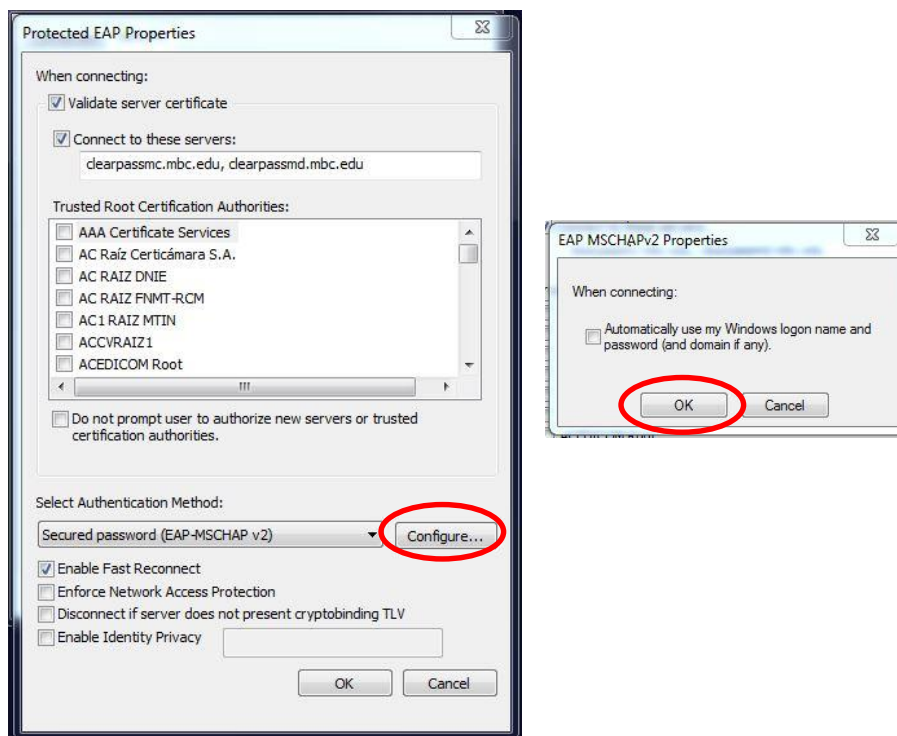 Protected EAP Properties
When connecting:
Validate server certificate
Connect to these servers:
clearpassmc.mbc.edu, clearpassmd.mbc.edu
Trusted Root Certification Authorities:
AAA Certificate Services
AC Raíz Certicámara S.A.
AC RAIZ DNIE
AC RAIZ FNMT-RCM
AC1 RAIZ MTIN
ACCVRAIZ1
ACEDICOM Root
Do not prompt user to authorize new servers or trusted
certification authorities.
Select Authentication Method:
Secured password (EAP-MSCHAP v2)
Configure...
Enable Fast Reconnect
Enforce Network Access Protection
Disconnect if server does not present cryptobinding TLV
Enable Identity Privacy
OK Cancel
EAP MSCHAPv2 Properties
When connecting:
Automatically use my Windows logon name and
password (and domain if any).
OK Cancel